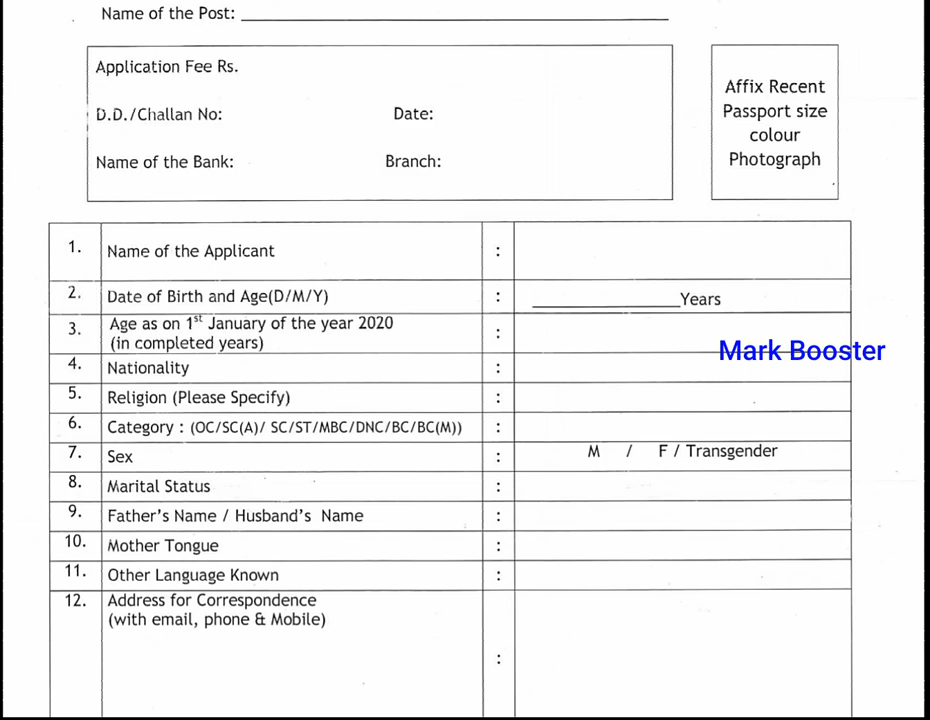 Name of the Post:
Application Fee Rs.
D.D./Challan No: Date:
Name of the Bank: Branch:
Affix Recent
Passport size
colour
Photograph
1. Name of the Applicant :
2. Date of Birth and Age(D/M/Y) : Years
3. Age as on 1st January of the year 2020
(in completed years) :
Mark Booster
4. Nationality :
5. Religion (Please Specify) :
6. Category : (OC/SC(A)/ SC/ST/MBC/DNC/BC/BC(M)) :
7. Sex : M / F / Transgender
8. Marital Status :
9. Father's Name / Husband's Name :
10. Mother Tongue :
11. Other Language Known :
12. Address for Correspondence
(with email, phone & Mobile)
: